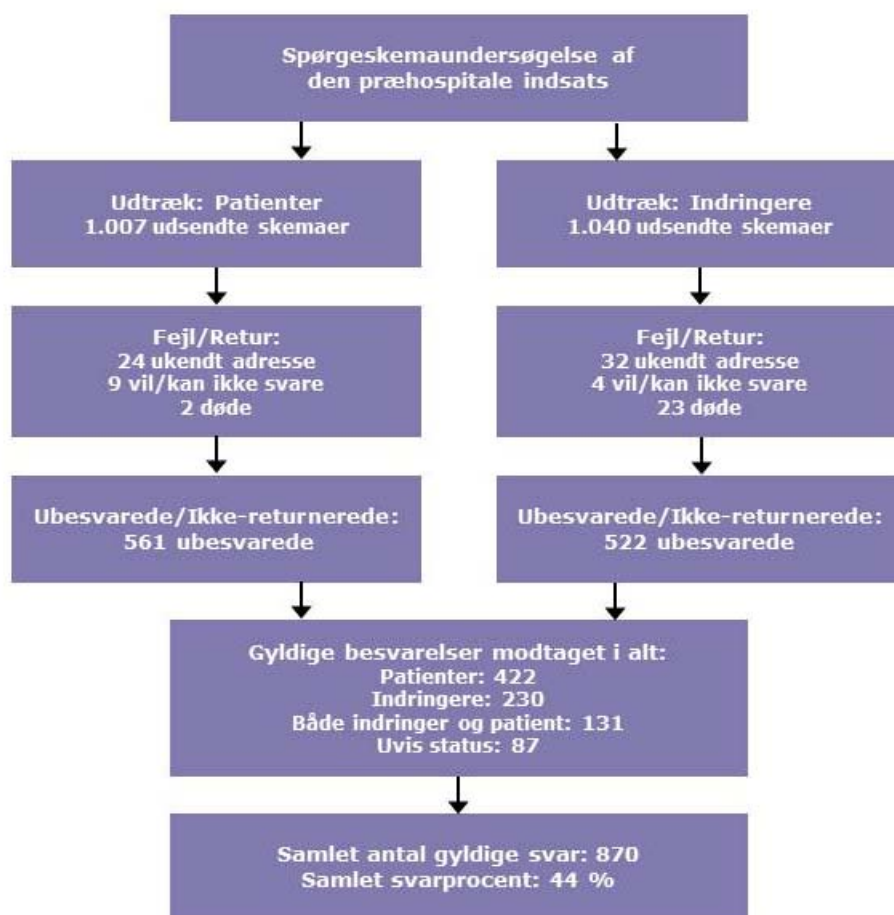 Spørgeskemaundersøgelse af
den præhospitale indsats
Udtræk: Patienter
1.007 udsendte skemaer
Udtræk: Indringere
1.040 udsendte skemaer
Fejl/Retur:
24 ukendt adresse
9 vil/kan ikke svare
2 døde
Fejl/Retur:
32 ukendt adresse
4 vil/kan ikke svare
23 døde
Ubesvarede/Ikke-returnerede:
561 ubesvarede
Ubesvarede/Ikke-returnerede:
522 ubesvarede
Gyldige besvarelser modtaget i alt:
Patienter: 422
Indringere: 230
Både indringer og patient: 131
Uvis status: 87
Samlet antal gyldige svar: 870
Samlet svarprocent: 44 %